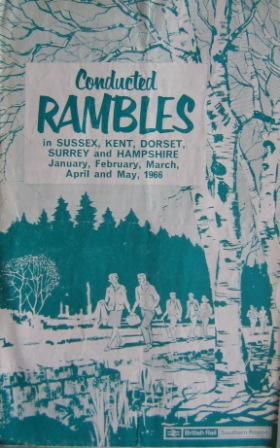 Conducted
RAMBLES
in SUSSEX, KENT, DORSET,
SURREY and HAMPSHIRE
January, February, March,
April and May, 1966
British Rail Southern Region